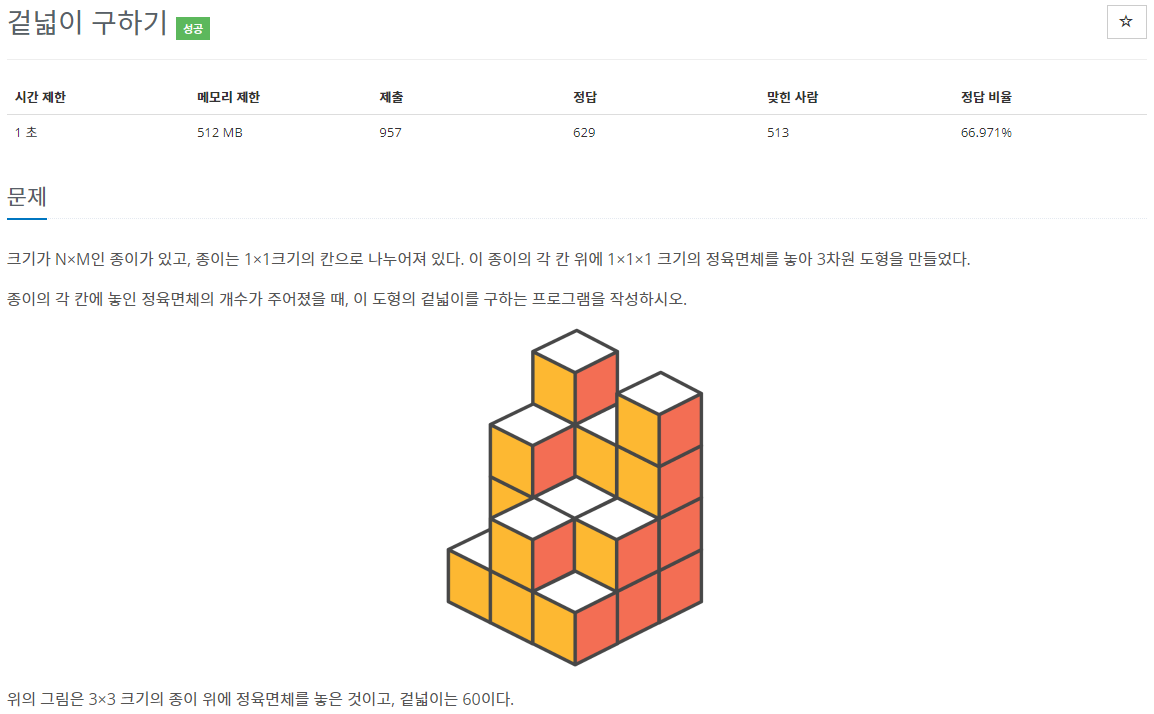 겉넓이 구하기 성공
☆
시간 제한 메모리 제한 제출 정답 맞힌 사람 정답 비율
1 초 512 MB 957 629 513 66.971%
문제
크기가 N×M인 종이가 있고, 종이는 1×1크기의 칸으로 나누어져 있다. 이 종이의 각 칸 위에 1×1×1 크기의 정육면체를 놓아 3차원 도형을 만들었다.
종이의 각 칸에 놓인 정육면체의 개수가 주어졌을 때, 이 도형의 겉넓이를 구하는 프로그램을 작성하시오.
위의 그림은 3×3 크기의 종이 위에 정육면체를 놓은 것이고, 겉넓이는 60이다.